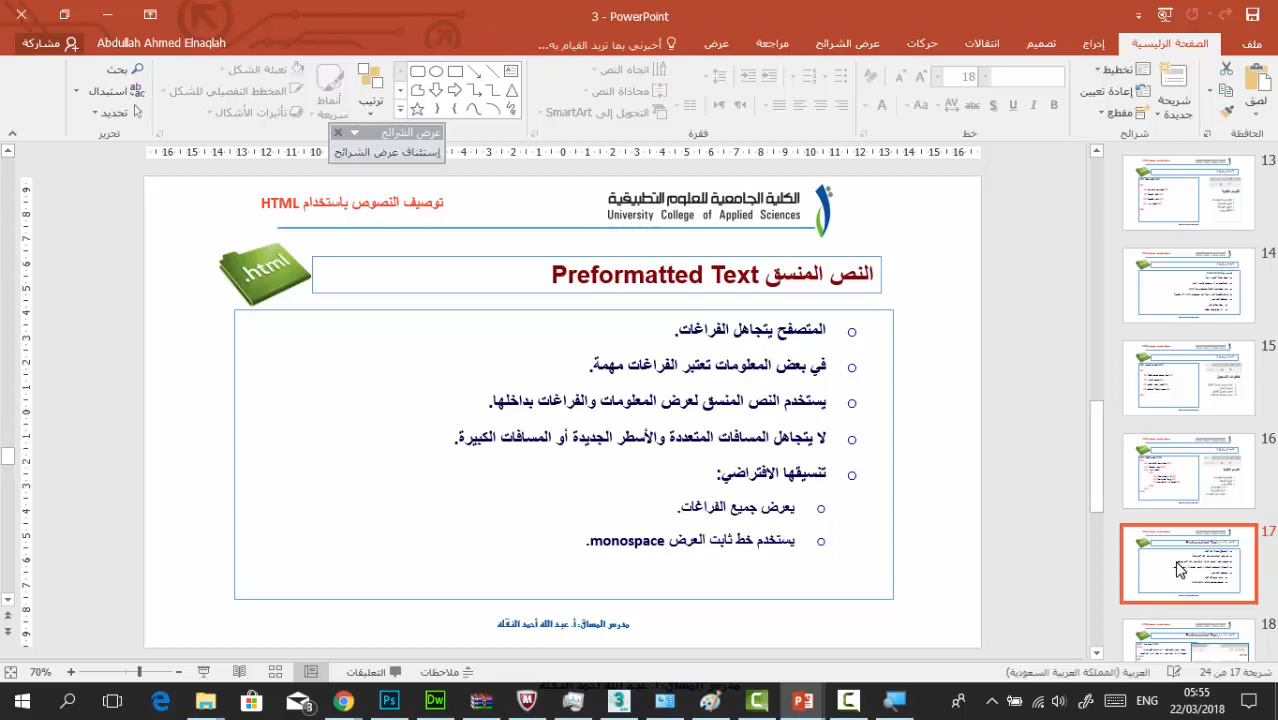 3 - PowerPoint
ملف
الصفحة الرئيسية
إدراج
تصميم
انتقالات
حركات
عرض الشرائح
مراجعة
عرض
أخبرني بما تريد القيام به...
Abdullah Ahmed Elnaqlah
مشاركة
لصق
الحافظة
شريحة جديدة
تخطيط
إعادة تعيين
مقطع
شرائح
18
خط
اتجاه النص
محاذاة النص
التحويل إلى SmartArt
فقرة
ترتيب
أنماط سريعة
تعبئة الشكل
المخطط التفصيلي للشكل
تأثيرات الأشكال
بحث
استبدال
تحديد
تحرير
عرض الشرائح
إستئناف عرض الشرائح
الكلية الجامعية للعلوم التطبيقية
University College of Applied Sciences
توصيف النصوص باستخدام HTML
html
النص المنسق Preformatted Text
المتصفح يتجاهل الفراغات.
في بعض المعلومات تعتبر الفراغات مهمة.
يستخدم النص المنسق لعرض المعلومات والفراغات بداخلها.
لا يتجاهل المسافات المتعددة والأسطر الجديدة أو المسافات الكبيرة.
تنسيقها الافتراضي:
يعرض جميع الفراغات.
يستخدم خط ثابت العرض monospace.
مدرس المساق: أ. عبد الله أحمد النقلة
13
14
15
16
17
18
شريحة 17 من 24
العربية (المملكة العربية السعودية)
ملاحظات
التعليقات
70%
ENG
05:55
22/03/2018